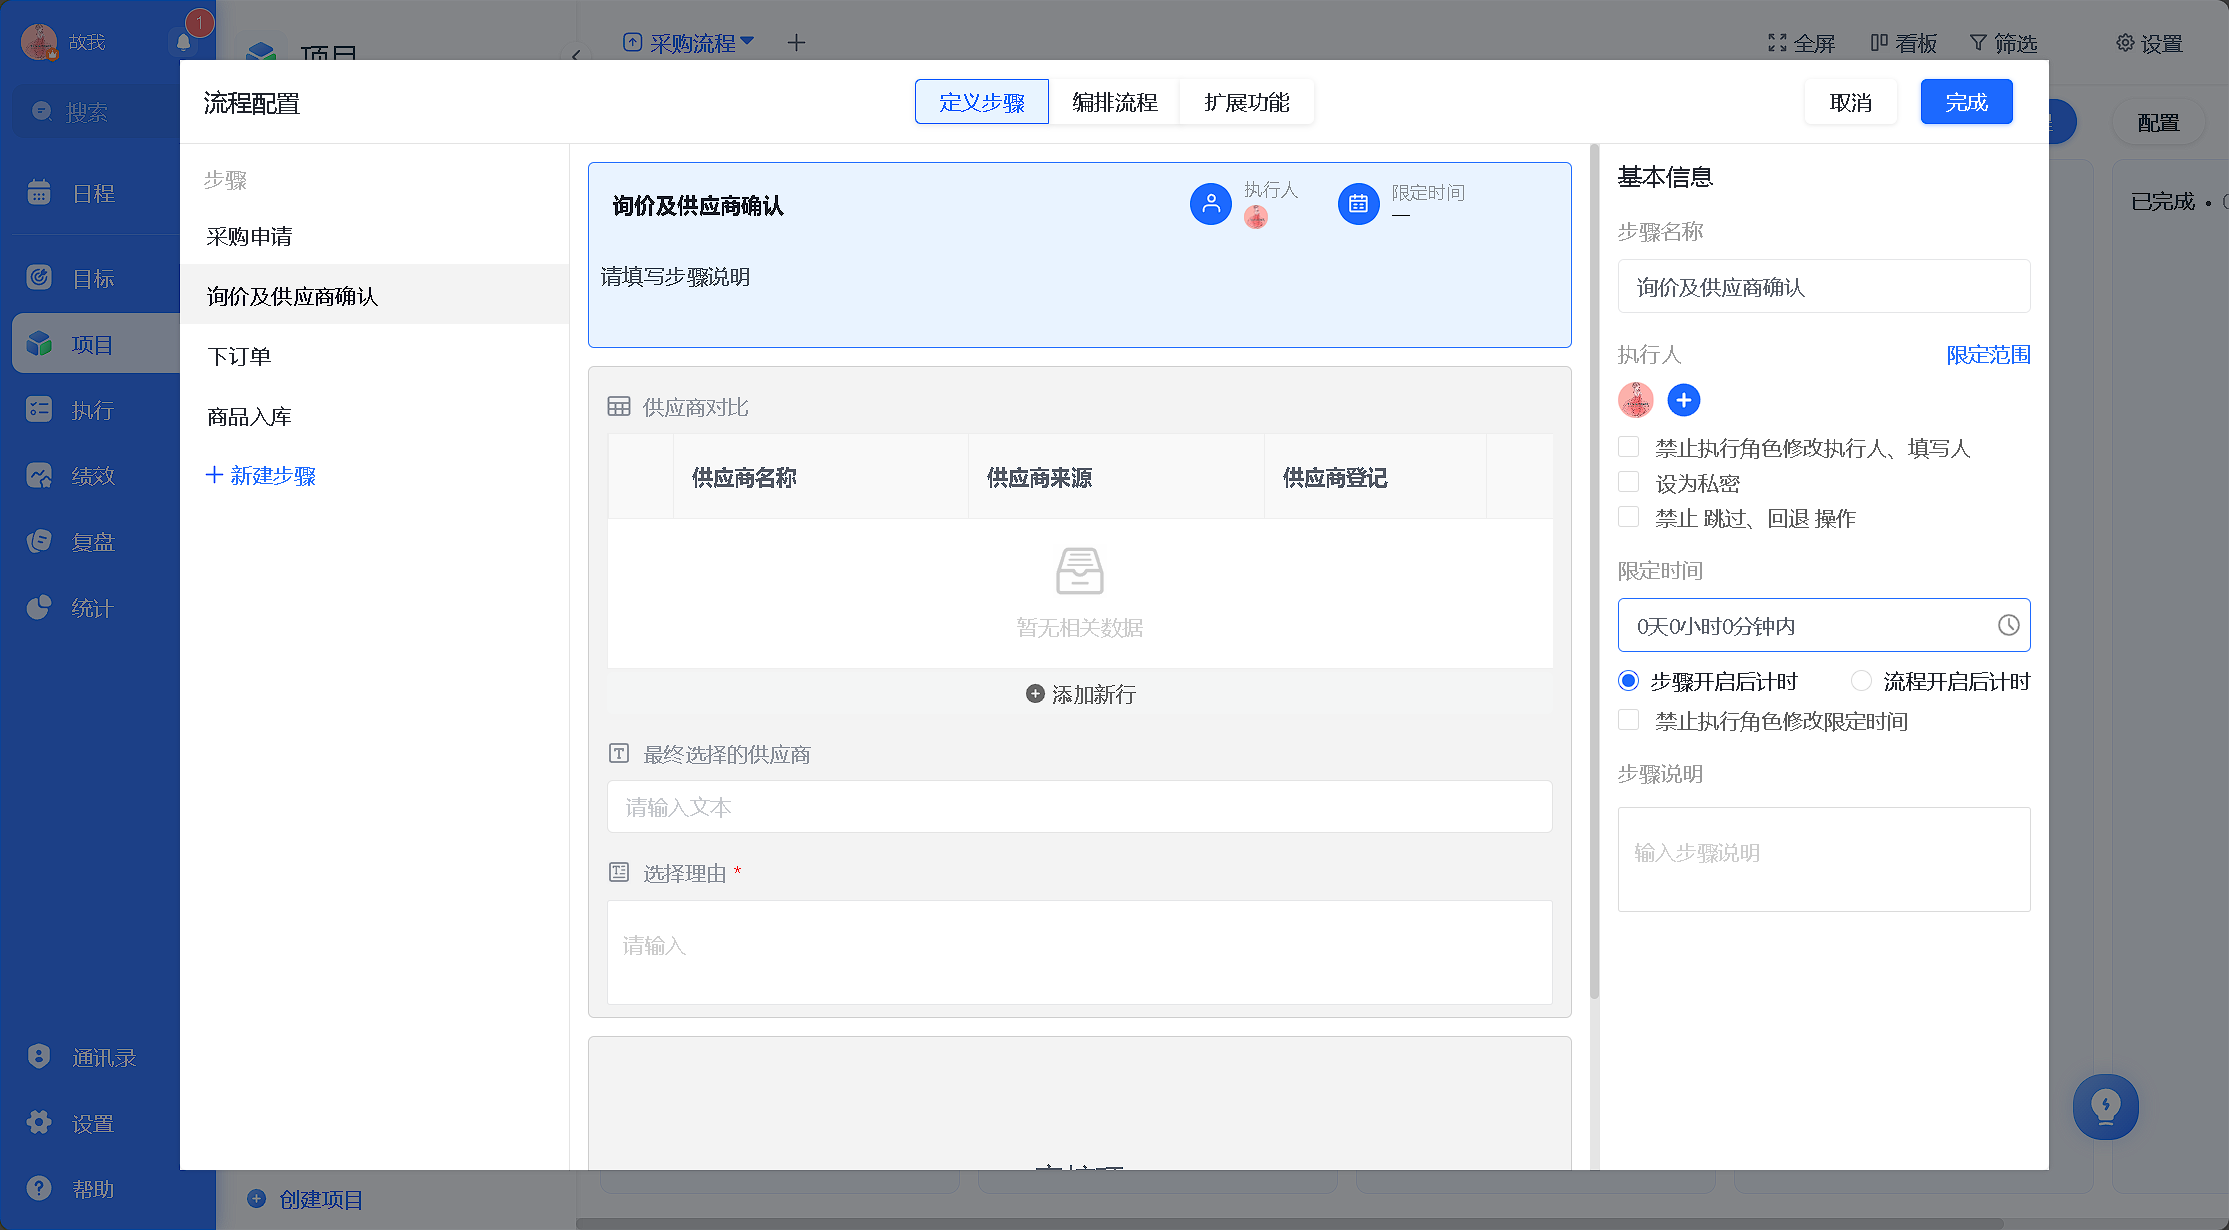 故我
1
搜索
日程
目标
项目
执行
绩效
复盘
统计
通讯录
设置
帮助
项目
创建项目
采购流程
全屏
看板
筛选
设置
配置
已完成
流程配置
定义步骤
编排流程
扩展功能
取消
完成
步骤
采购申请
询价及供应商确认
下订单
商品入库
新建步骤
询价及供应商确认
执行人
限定时间
—
请填写步骤说明
供应商对比
供应商名称
供应商来源
供应商登记
暂无相关数据
添加新行
最终选择的供应商
请输入文本
选择理由 *
请输入
基本信息
步骤名称
询价及供应商确认
执行人
限定范围
禁止执行角色修改执行人、填写人
设为私密
禁止 跳过、回退 操作
限定时间
0天0小时0分钟内
步骤开启后计时
流程开启后计时
禁止执行角色修改限定时间
步骤说明
输入步骤说明